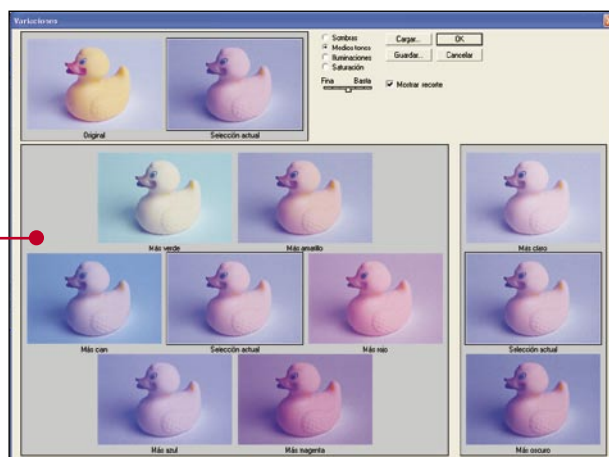 Variaciones
Original
Selección actual
Sombras
Medios tonos
Iluminaciones
Saturación
Fina Basta
Cargar...
OK
Guardar...
Cancelar
Mostrar recorte
Más verde
Más amarillo
Más cian
Selección actual
Más rojo
Más azul
Más magenta
Más claro
Selección actual
Más oscuro